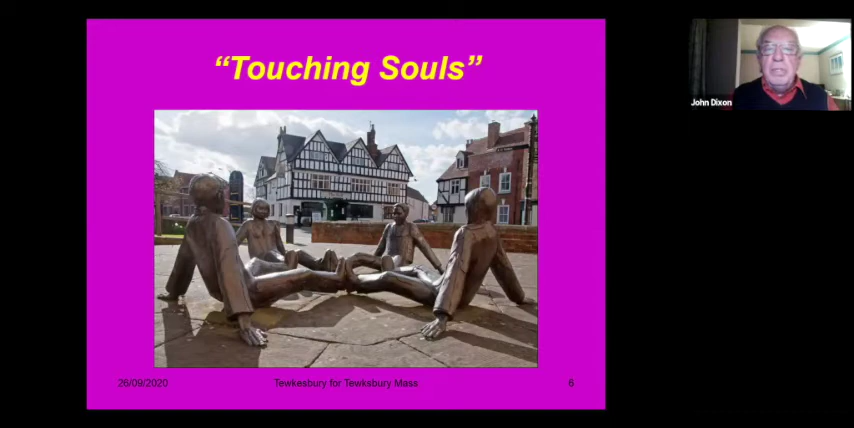 “Touching Souls”
John Dixon
26/09/2020
Tewkesbury for Tewksbury Mass
6